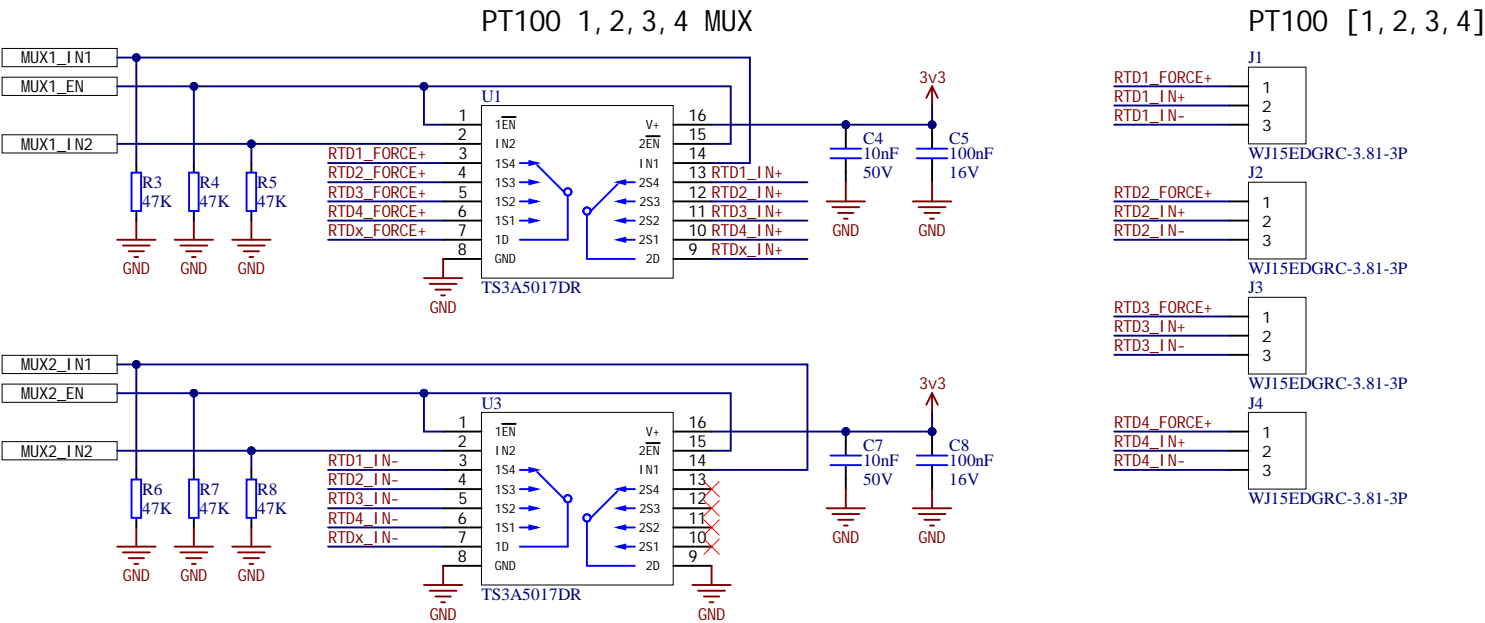 PT100 1,2,3,4 MUX
PT100 [1,2,3,4]
MUX1_IN1
MUX1_EN
MUX1_IN2
R3
47K
R4
47K
R5
47K
GND
GND
GND
RTD1_FORCE+
RTD2_FORCE+
RTD3_FORCE+
RTD4_FORCE+
RTDx_FORCE+
U1
1 1EN
2 IN2
3 1S4
4 1S3
5 1S2
6 1S1
7 1D
8 GND
V+ 16
2EN 15
IN1 14
2S4 13 RTD1_IN+
2S3 12 RTD2_IN+
2S2 11 RTD3_IN+
2S1 10 RTD4_IN+
2D 9 RTDx_IN+
TS3A5017DR
GND
3v3
C4
10nF
50V
C5
100nF
16V
GND
GND
MUX2_IN1
MUX2_EN
MUX2_IN2
R6
47K
R7
47K
R8
47K
GND
GND
GND
RTD1_IN-
RTD2_IN-
RTD3_IN-
RTD4_IN-
RTDx_IN-
U3
1 1EN
2 IN2
3 1S4
4 1S3
5 1S2
6 1S1
7 1D
8 GND
V+ 16
2EN 15
IN1 14
2S4 13
2S3 12
2S2 11
2S1 10
2D 9
TS3A5017DR
GND
GND
3v3
C7
10nF
50V
C8
100nF
16V
GND
GND
J1
RTD1_FORCE+ 1
RTD1_IN+ 2
RTD1_IN- 3
WJ15EDGRC-3.81-3P
J2
RTD2_FORCE+ 1
RTD2_IN+ 2
RTD2_IN- 3
WJ15EDGRC-3.81-3P
J3
RTD3_FORCE+ 1
RTD3_IN+ 2
RTD3_IN- 3
WJ15EDGRC-3.81-3P
J4
RTD4_FORCE+ 1
RTD4_IN+ 2
RTD4_IN- 3
WJ15EDGRC-3.81-3P